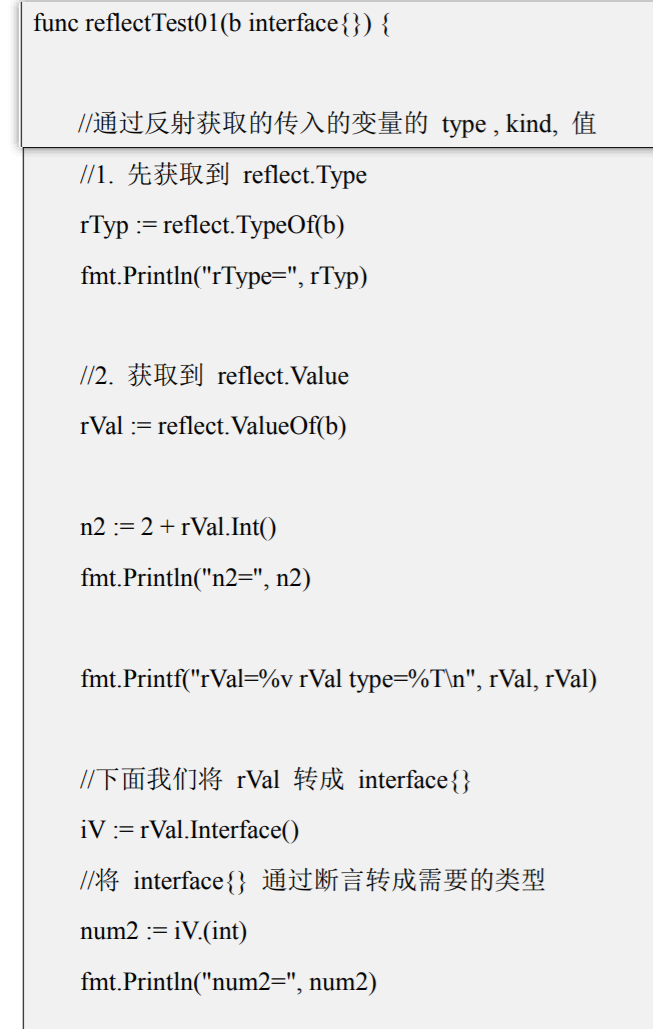 func reflectTest01(b interface{}) {
//通过反射获取的传入的变量的 type , kind, 值
//1. 先获取到 reflect.Type
rTyp := reflect.TypeOf(b)
fmt.Println("rType=", rTyp)
//2. 获取到 reflect.Value
rVal := reflect.ValueOf(b)
n2 := 2 + rVal.Int()
fmt.Println("n2=", n2)
fmt.Printf("rVal=%v rVal type=%T\n", rVal, rVal)
//下面我们将 rVal 转成 interface{}
iV := rVal.Interface()
//将 interface{} 通过断言转成需要的类型
num2 := iV.(int)
fmt.Println("num2=", num2)